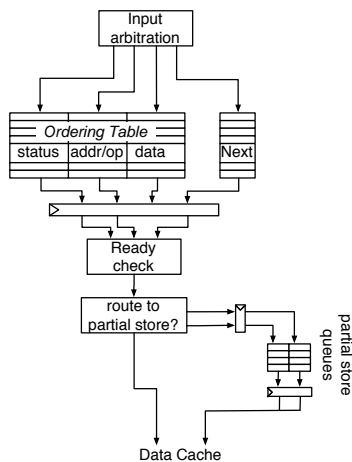 Input
arbitration
Ordering Table
status addr/op data
Next
Ready
check
route to
partial store?
partial store
queues
Data Cache